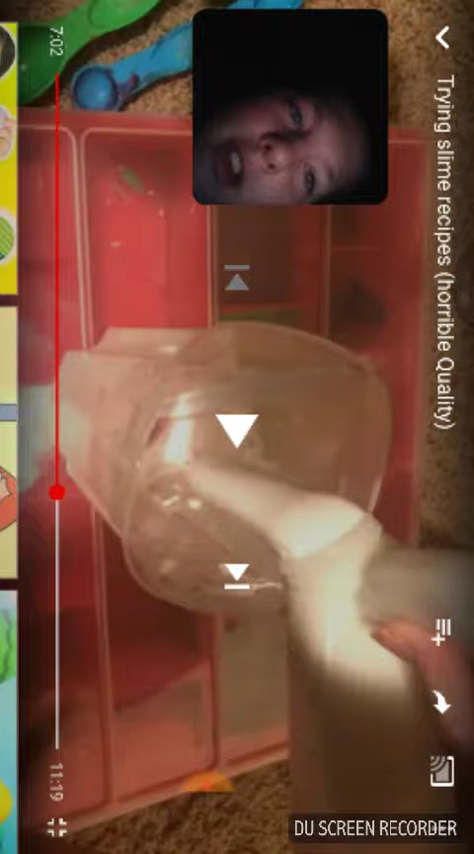 Trying slime recipes (horrible Quality)
7:02
11:19
DU SCREEN RECORDER